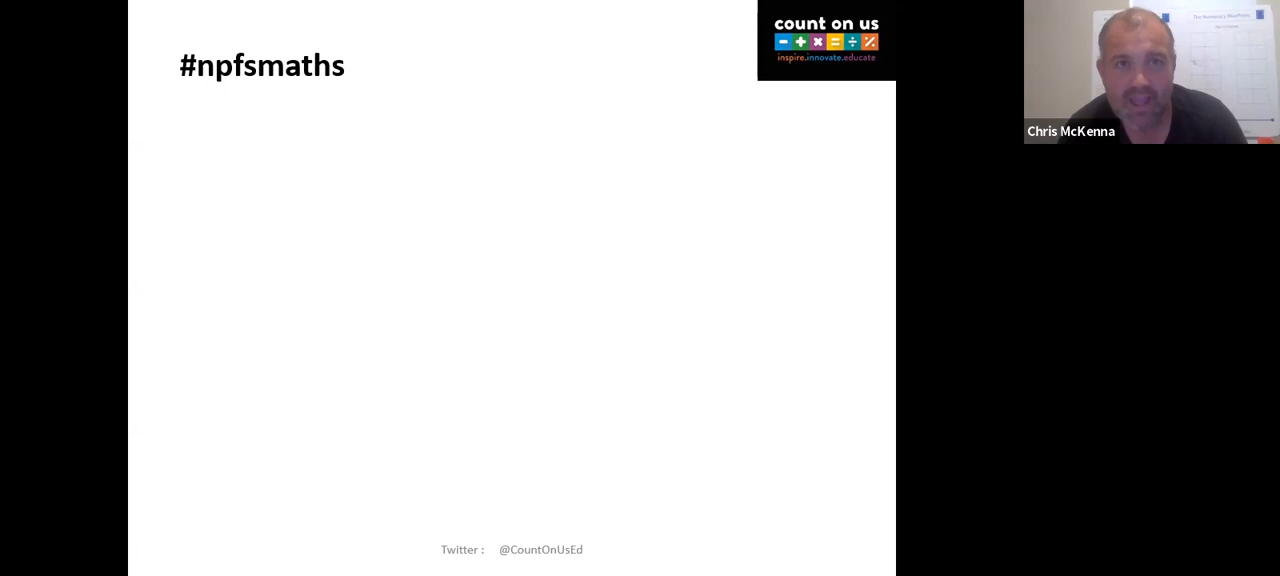 #npfsmaths
count on us
− + × = ÷ %
inspire.innovate.educate
Chris McKenna
Twitter : @CountOnUsEd